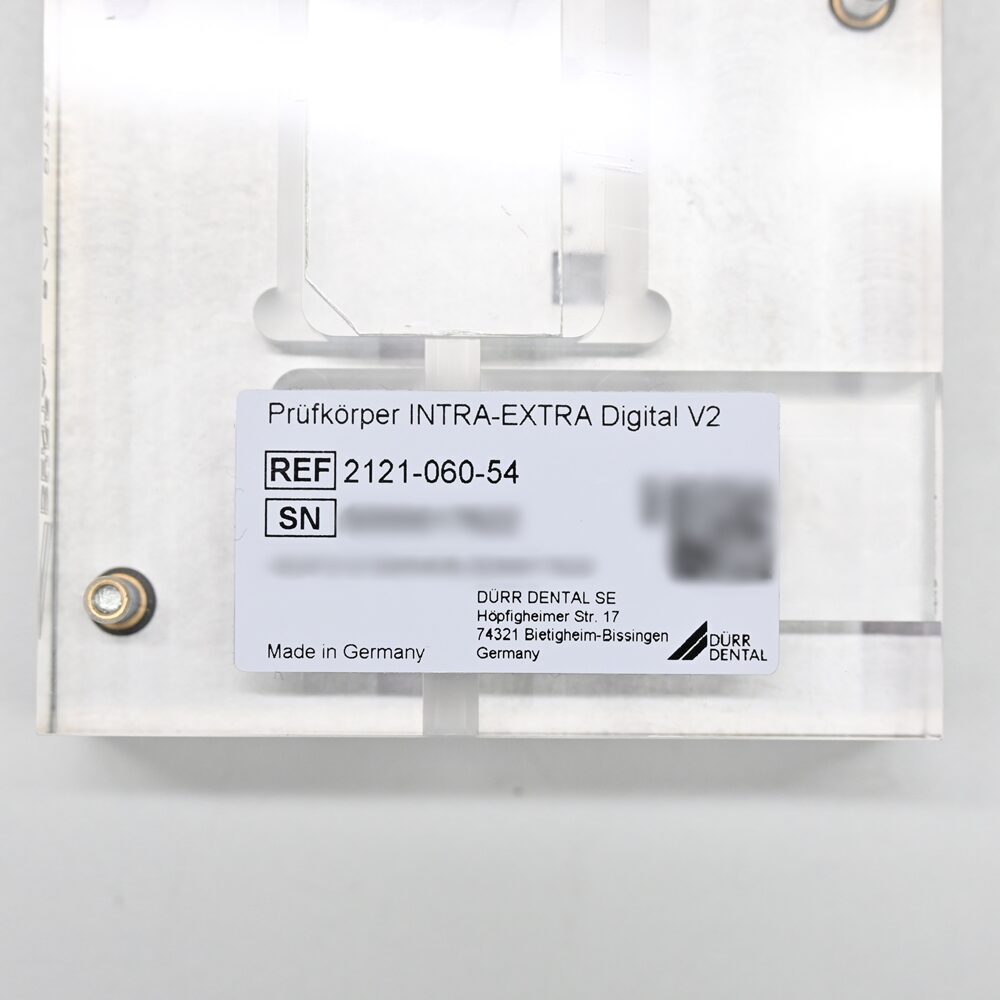 Prüfkörper INTRA-EXTRA Digital V2
REF 2121-060-54
SN
DÜRR DENTAL SE
Höpfigheimer Str. 17
74321 Bietigheim-Bissingen
Germany
Made in Germany
DÜRR
DENTAL